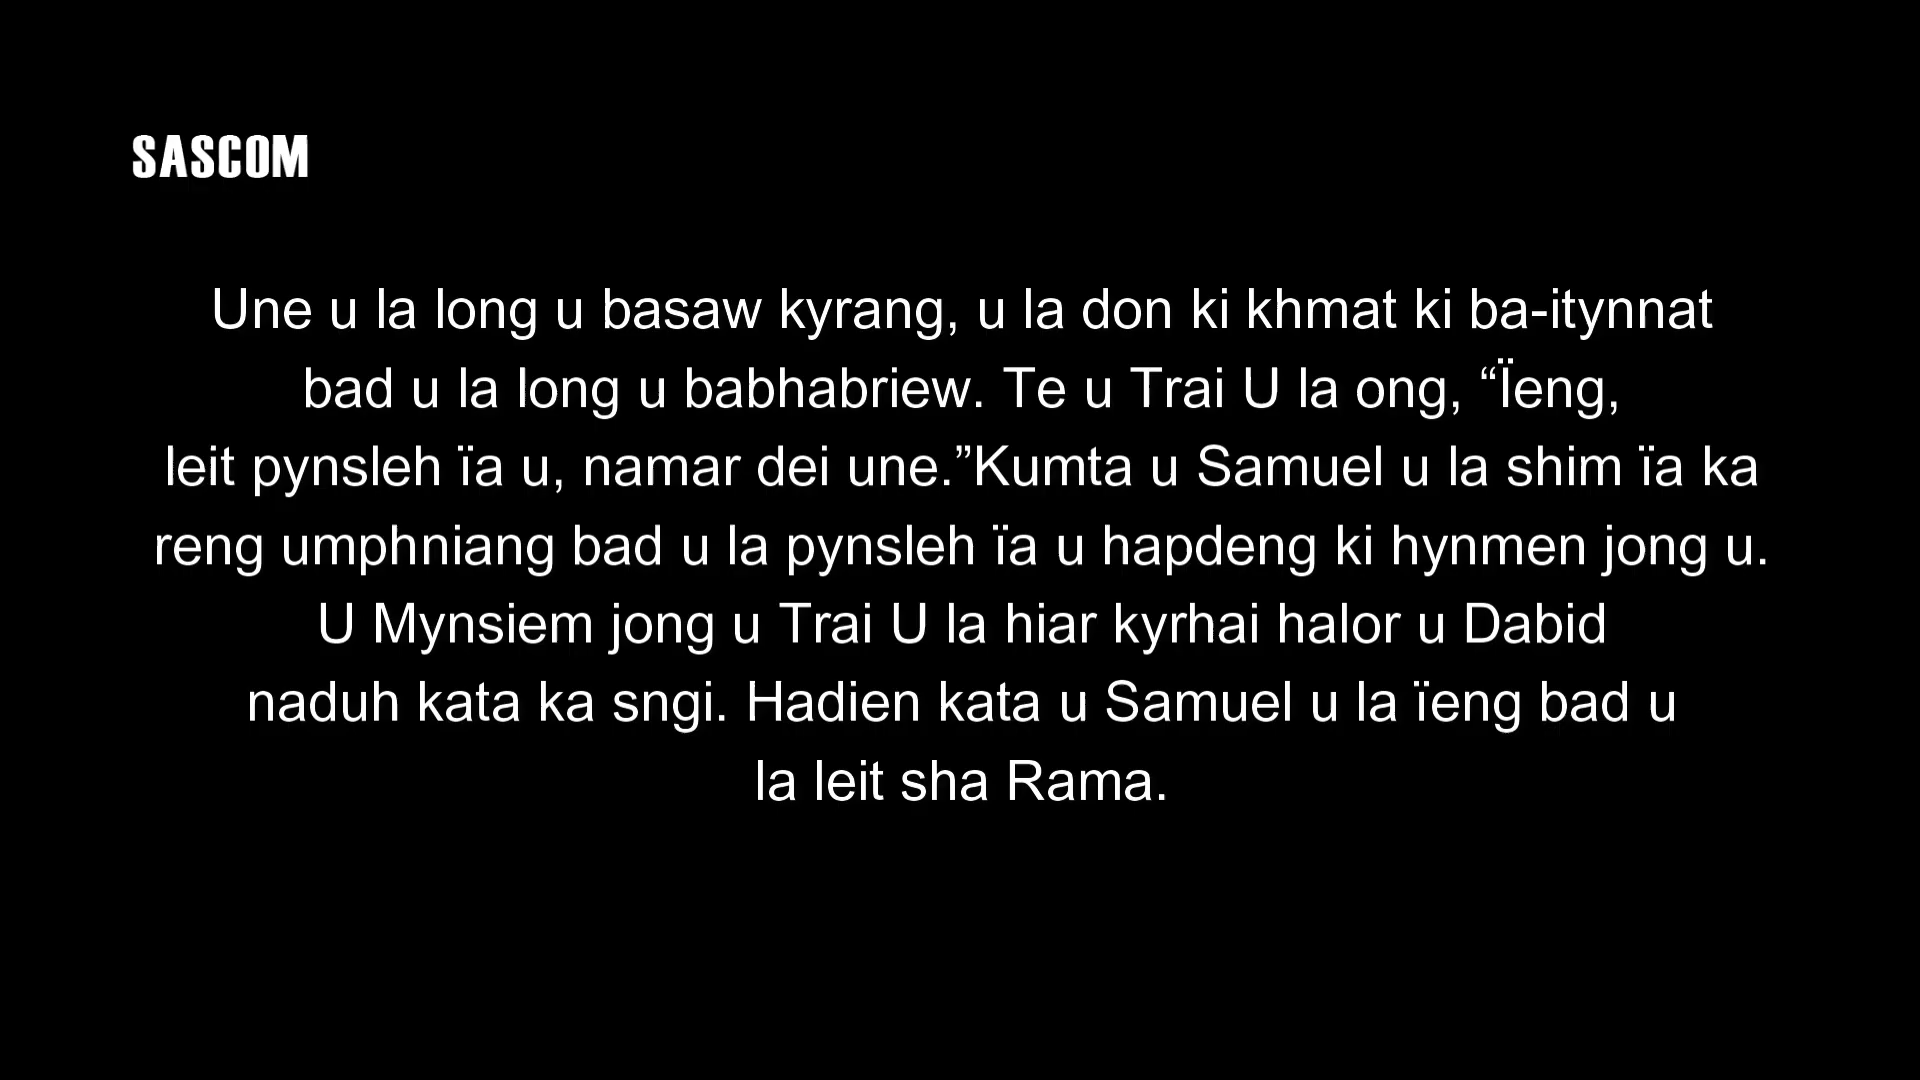 SASCOM
Une u la long u basaw kyrang, u la don ki khmat ki ba-itynnat
bad u la long u babhabriew. Te u Trai U la ong, “Ïeng,
leit pynsleh ïa u, namar dei une.”Kumta u Samuel u la shim ïa ka
reng umphniang bad u la pynsleh ïa u hapdeng ki hynmen jong u.
U Mynsiem jong u Trai U la hiar kyrhai halor u Dabid
naduh kata ka sngi. Hadien kata u Samuel u la ïeng bad u
la leit sha Rama.